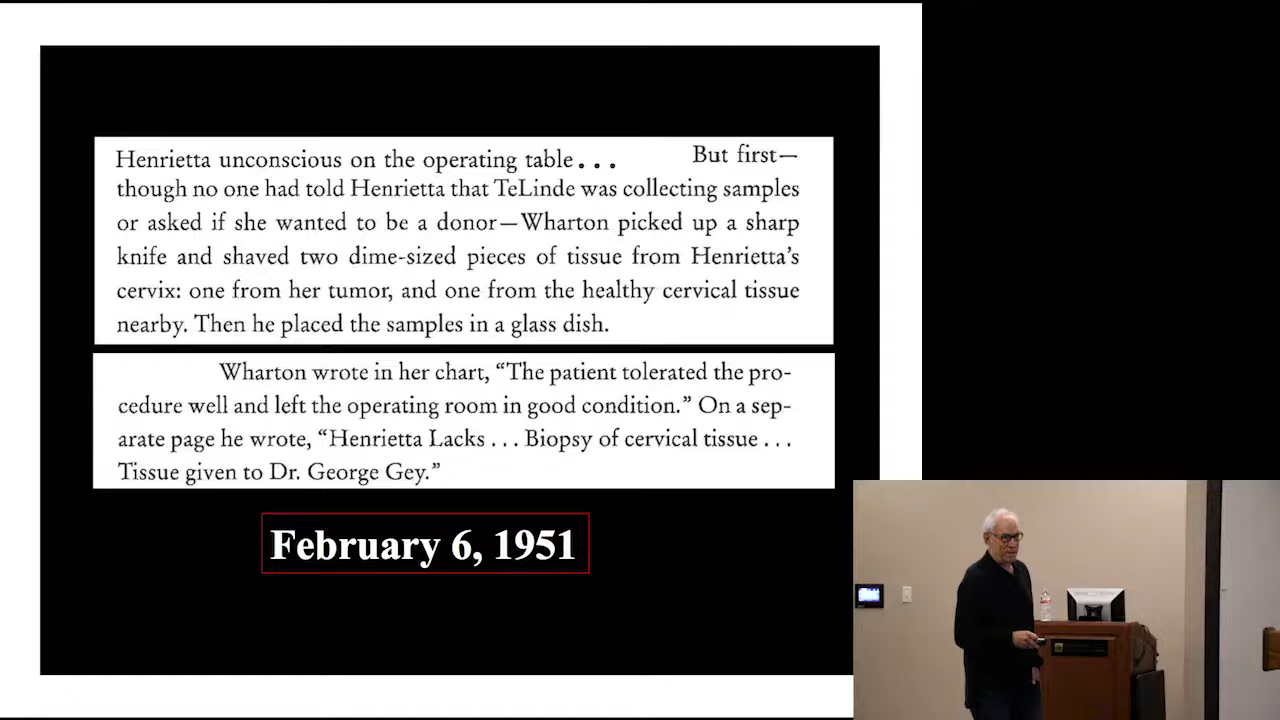 Henrietta unconscious on the operating table... But first—
though no one had told Henrietta that TeLinde was collecting samples
or asked if she wanted to be a donor—Wharton picked up a sharp
knife and shaved two dime-sized pieces of tissue from Henrietta's
cervix: one from her tumor, and one from the healthy cervical tissue
nearby. Then he placed the samples in a glass dish.
Wharton wrote in her chart, “The patient tolerated the pro-
cedure well and left the operating room in good condition.” On a sep-
arate page he wrote, “Henrietta Lacks . . . Biopsy of cervical tissue . . .
Tissue given to Dr. George Gey.”
February 6, 1951